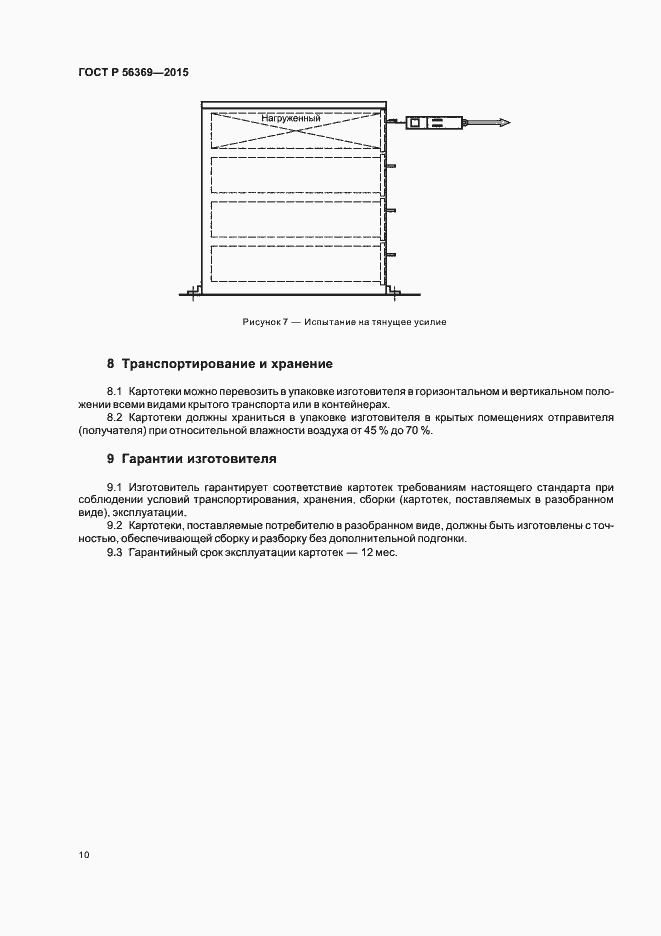 ГОСТ Р 56369—2015
Нагруженный
Рисунок 7 — Испытание на тянущее усилие
8 Транспортирование и хранение
8.1 Картотеки можно перевозить в упаковке изготовителя в горизонтальном и вертикальном поло-
жении всеми видами крытого транспорта или в контейнерах.
8.2 Картотеки должны храниться в упаковке изготовителя в крытых помещениях отправителя
(получателя) при относительной влажности воздуха от 45 % до 70 %.
9 Гарантии изготовителя
9.1 Изготовитель гарантирует соответствие картотек требованиям настоящего стандарта при
соблюдении условий транспортирования, хранения, сборки (картотек, поставляемых в разобранном
виде), эксплуатации.
9.2 Картотеки, поставляемые потребителю в разобранном виде, должны быть изготовлены с точ-
ностью, обеспечивающей сборку и разборку без дополнительной подгонки.
9.3 Гарантийный срок эксплуатации картотек — 12 мес.
10